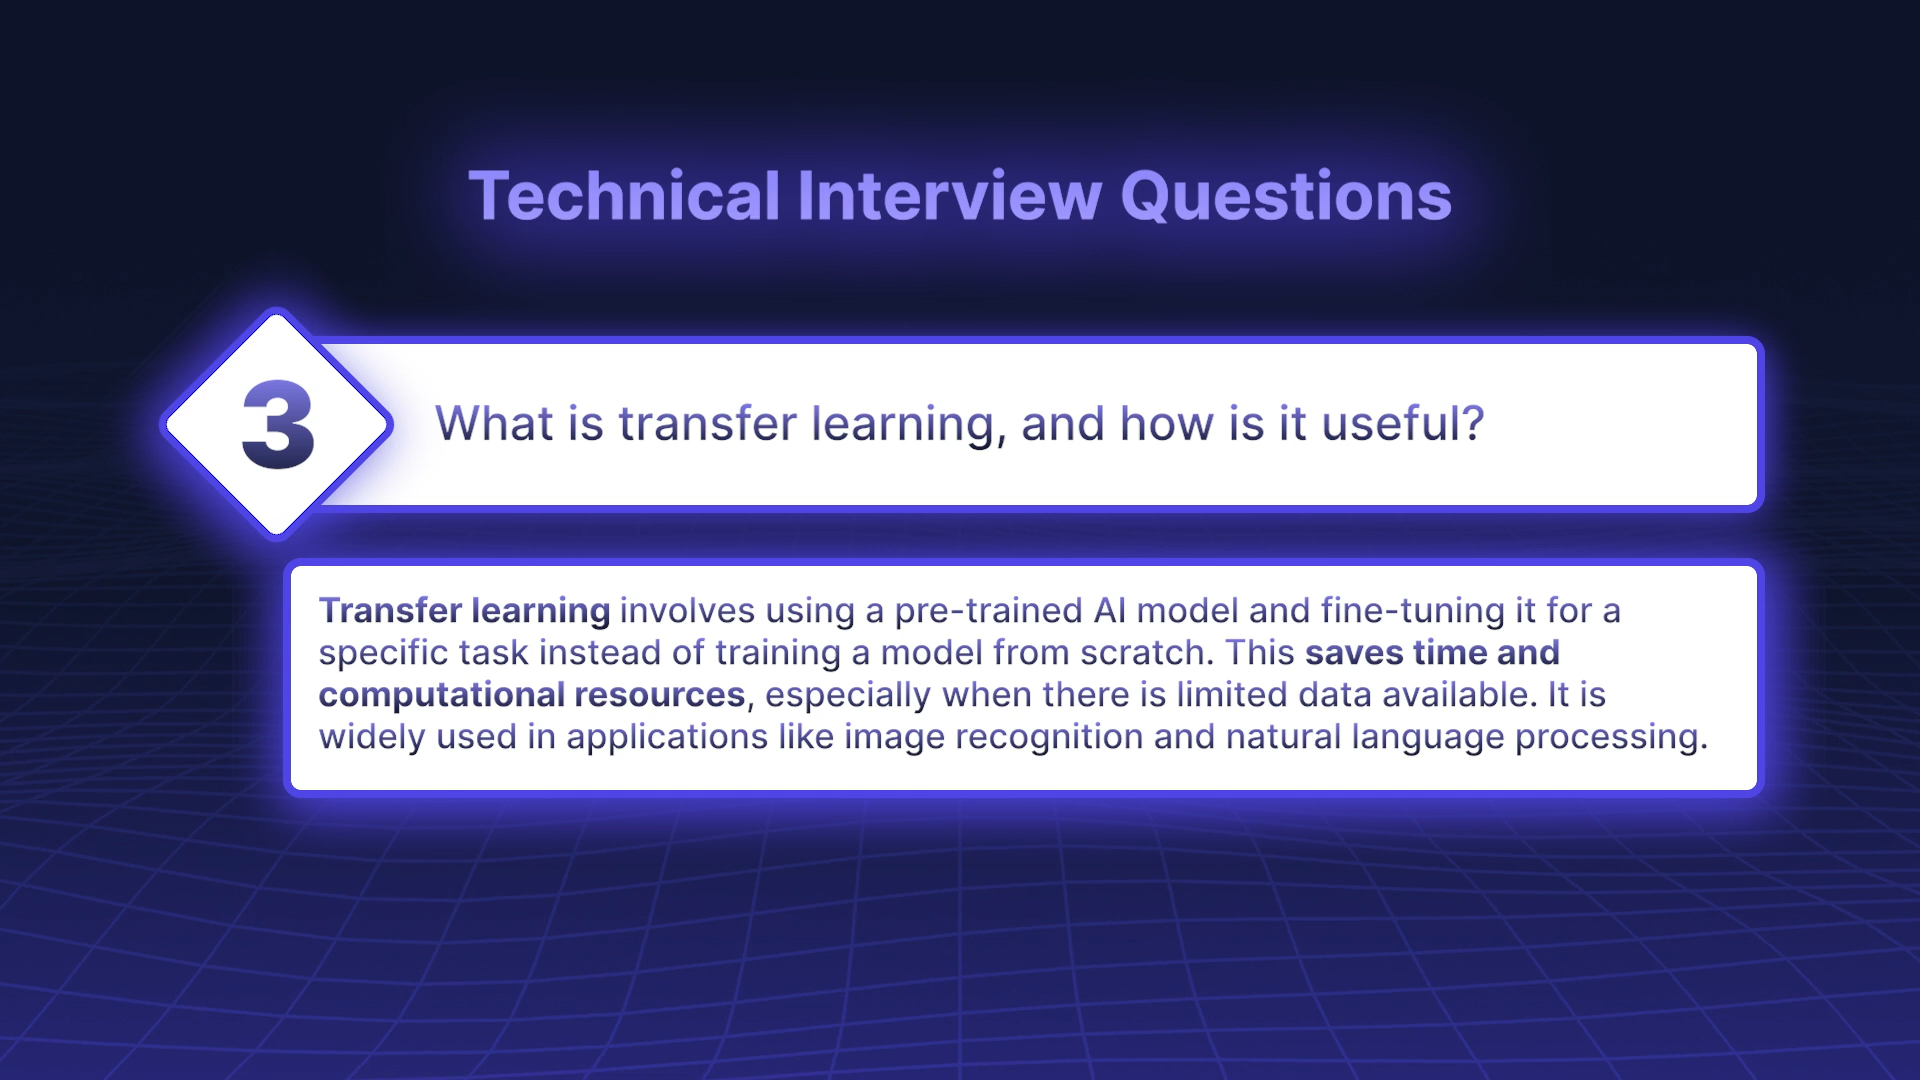 Technical Interview Questions
3
What is transfer learning, and how is it useful?
Transfer learning involves using a pre-trained AI model and fine-tuning it for a
specific task instead of training a model from scratch. This saves time and
computational resources, especially when there is limited data available. It is
widely used in applications like image recognition and natural language processing.